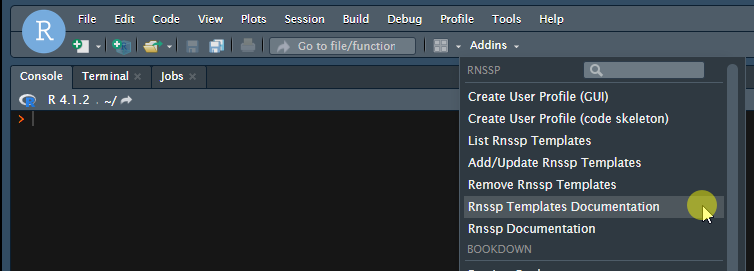 R
File Edit Code View Plots Session Build Debug Profile Tools Help
Go to file/function Addins
Console Terminal Jobs
R 4.1.2 . ~/
>
RNSSP
Create User Profile (GUI)
Create User Profile (code skeleton)
List Rnssp Templates
Add/Update Rnssp Templates
Remove Rnssp Templates
Rnssp Templates Documentation
Rnssp Documentation
BOOKDOWN